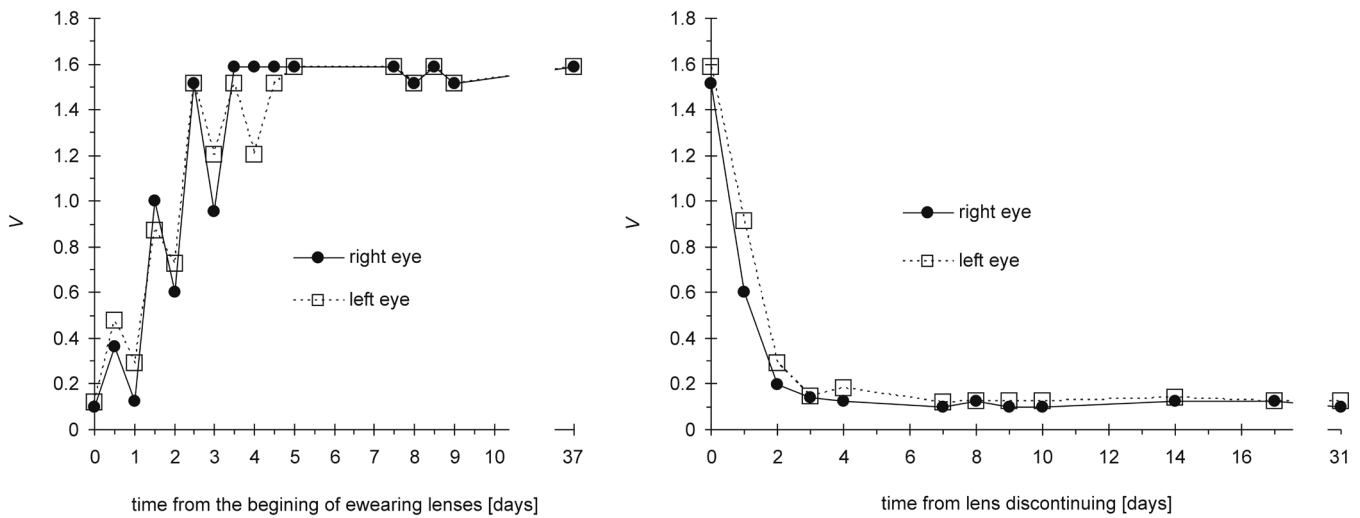 1.8
1.6
1.4
1.2
1.0
0.8
0.6
0.4
0.2
0
V
right eye
left eye
0 1 2 3 4 5 6 7 8 9 10 37
time from the begining of ewearing lenses [days]
1.8
1.6
1.4
1.2
1.0
0.8
0.6
0.4
0.2
0
V
right eye
left eye
0 2 4 6 8 10 12 14 16 31
time from lens discontinuing [days]